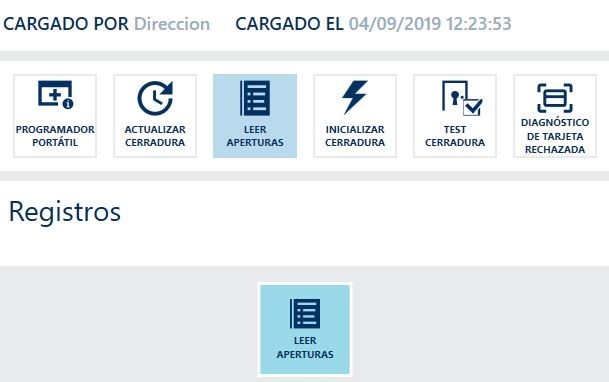 CARGADO POR Direccion CARGADO EL 04/09/2019 12:23:53
PROGRAMADOR
PORTÁTIL
ACTUALIZAR
CERRADURA
LEER
APERTURAS
INICIALIZAR
CERRADURA
TEST
CERRADURA
DIAGNÓSTICO
DE TARJETA
RECHAZADA
Registros
LEER
APERTURAS